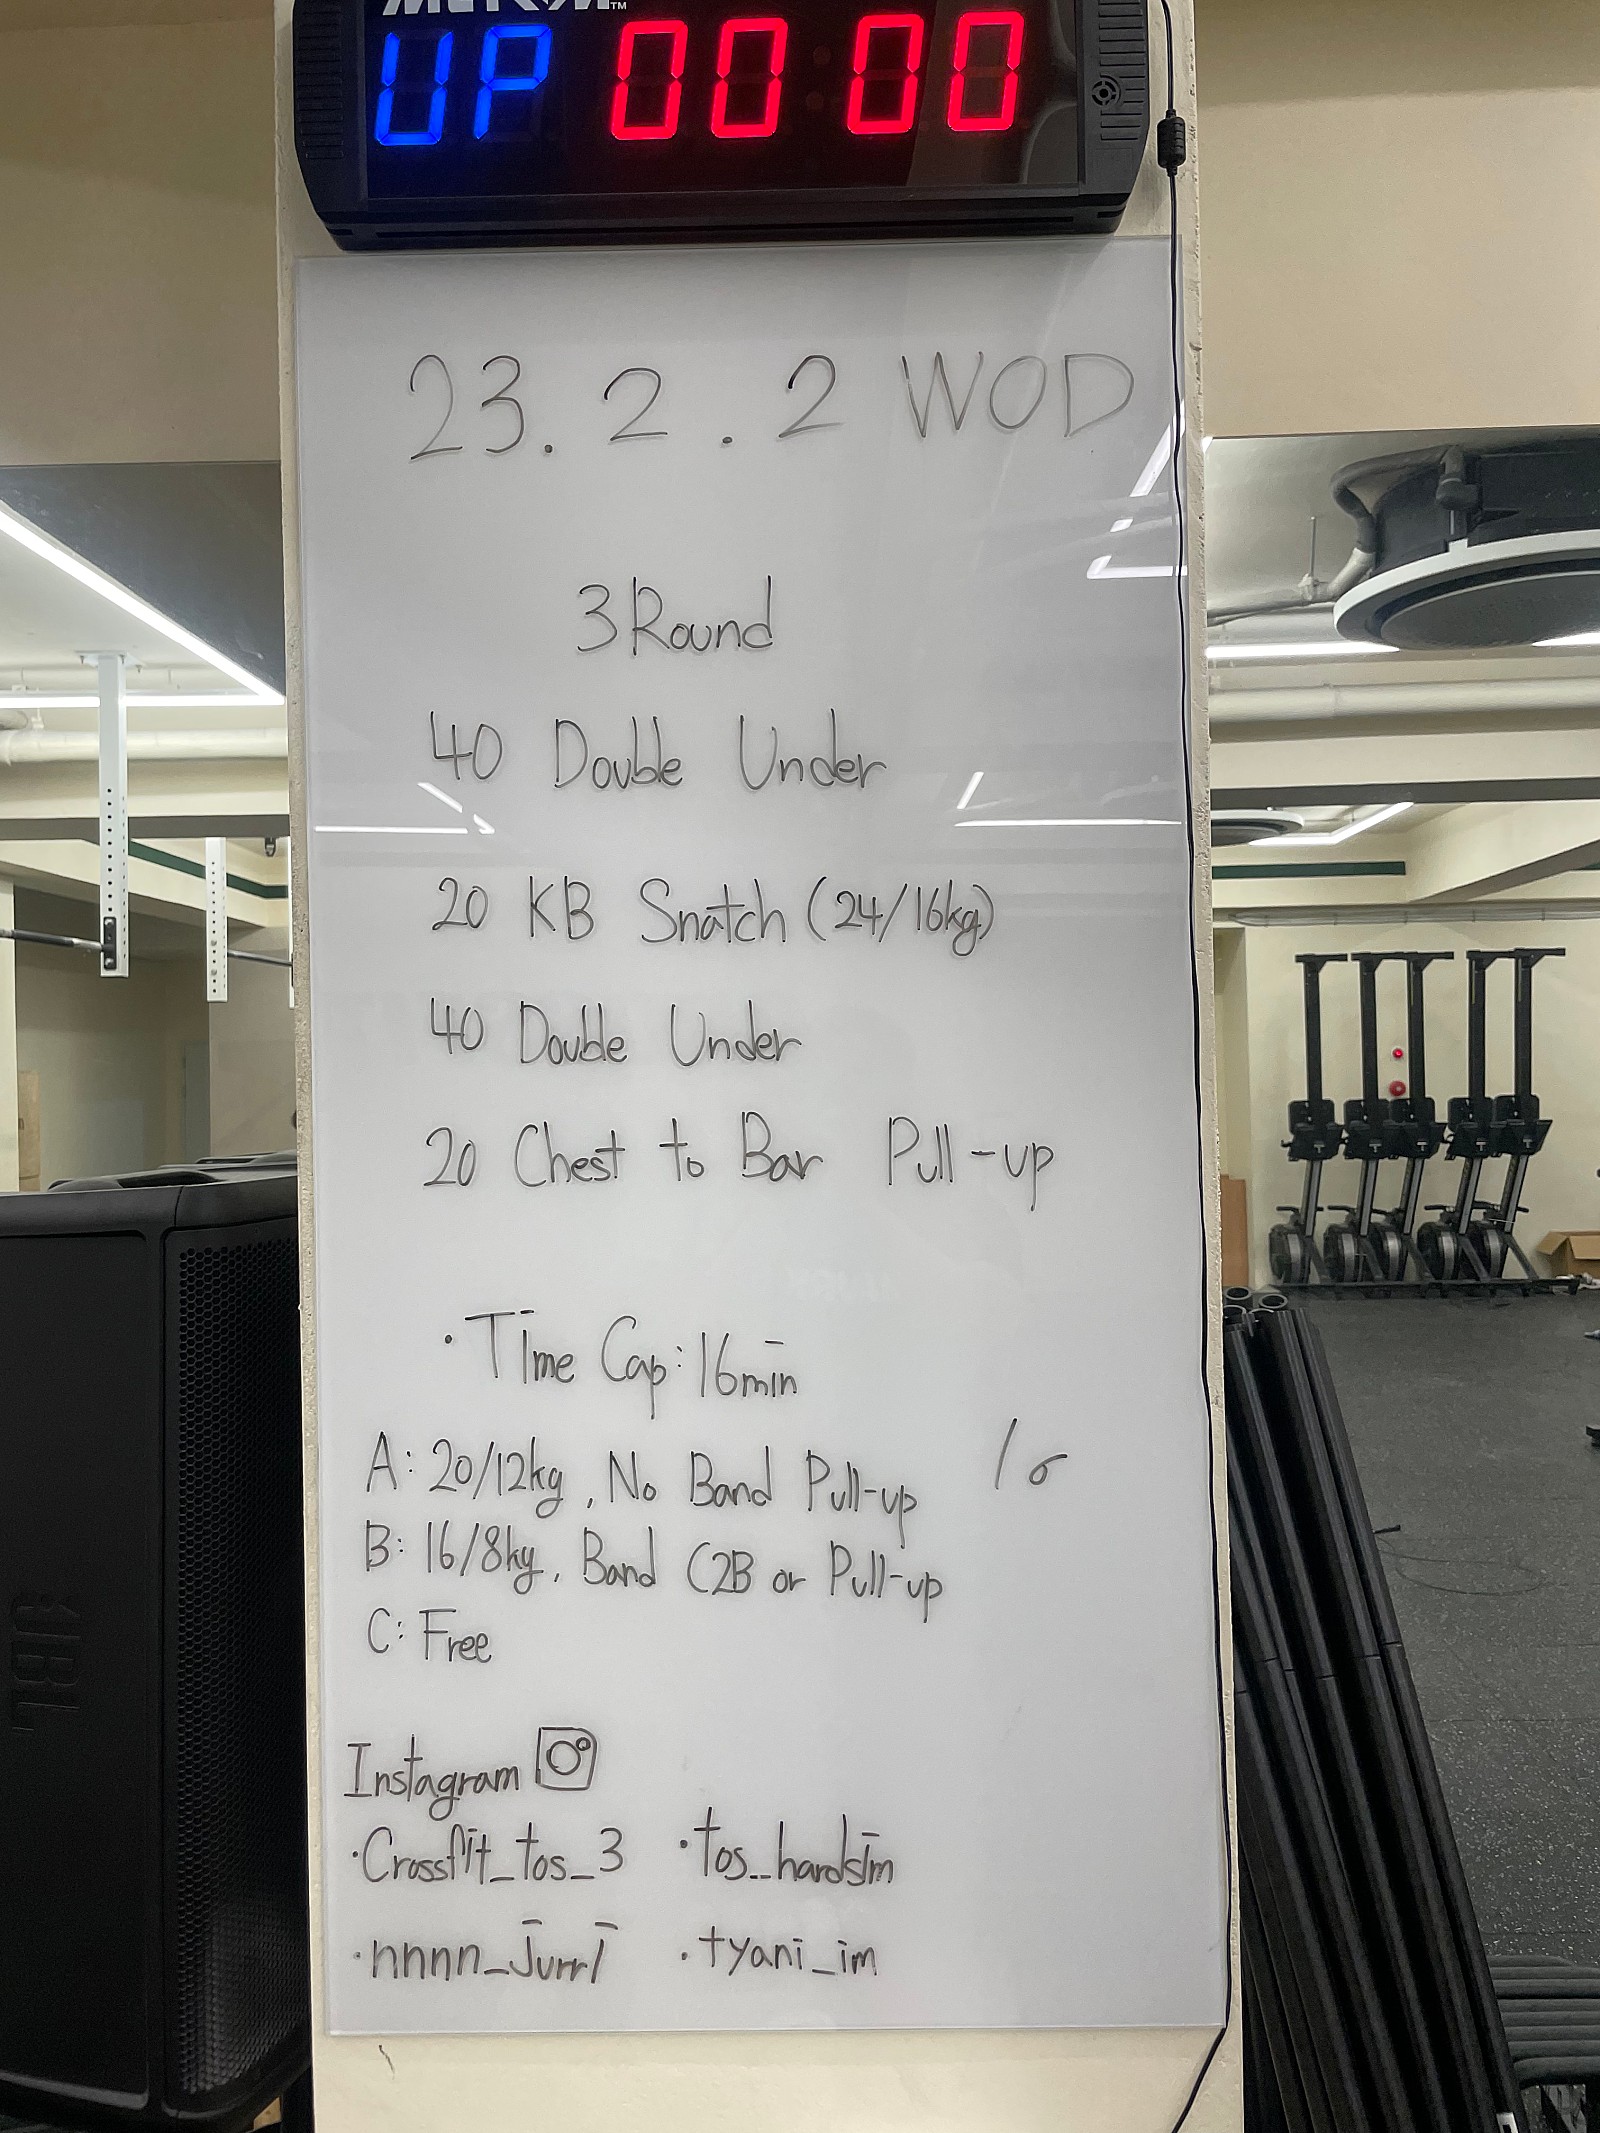 UP 00 00
23. 2. 2 WOD
3 Round
40 Double Under
20 KB Snatch (24/16kg)
40 Double Under
20 Chest to Bar Pull-up
· Time Cap: 16min
A: 20/12kg, No Band Pull-up
B: 16/8kg, Band C2B or Pull-up
C: Free
Instagram
· Crossfit_tos_3 · tos_hardsim
· nnnn_jurrl · tyani_im
JBL